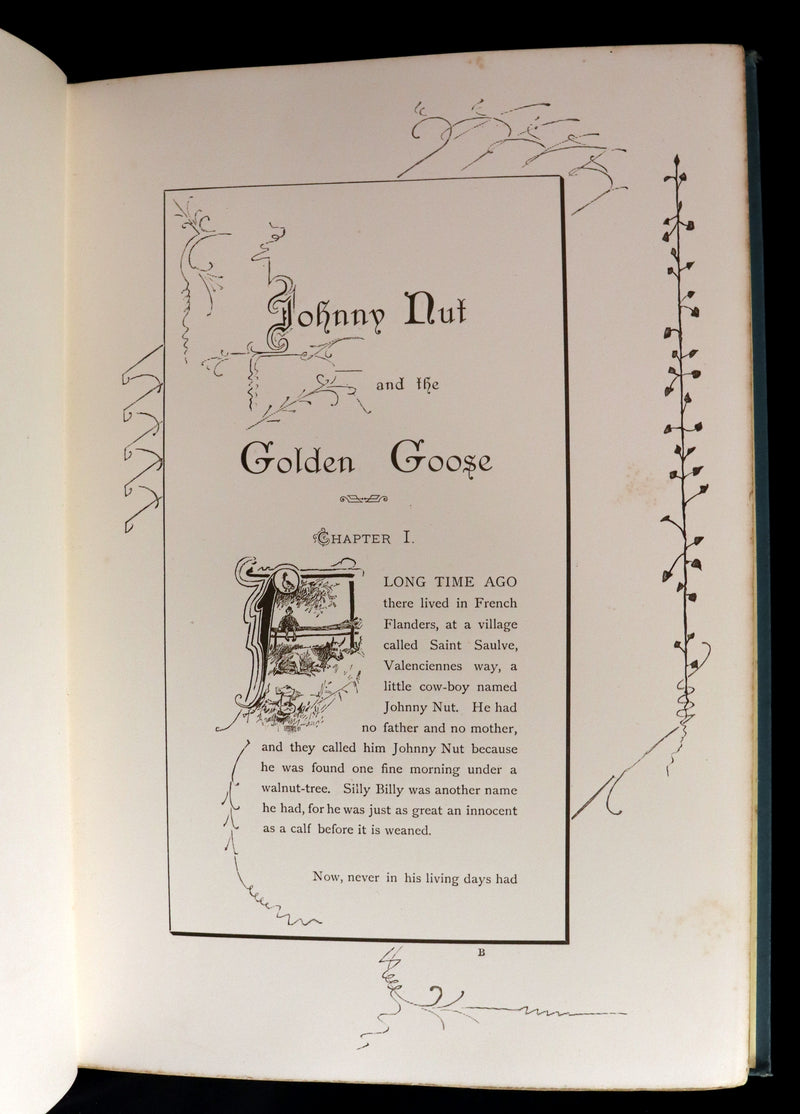 Johnny Nut
and the
Golden Goose
CHAPTER I.
A LONG TIME AGO
there lived in French
Flanders, at a village
called Saint Saulve,
Valenciennes way, a
little cow-boy named
Johnny Nut. He had
no father and no mother,
and they called him Johnny Nut because
he was found one fine morning under a
walnut-tree. Silly Billy was another name
he had, for he was just as great an innocent
as a calf before it is weaned.
Now, never in his living days had
B